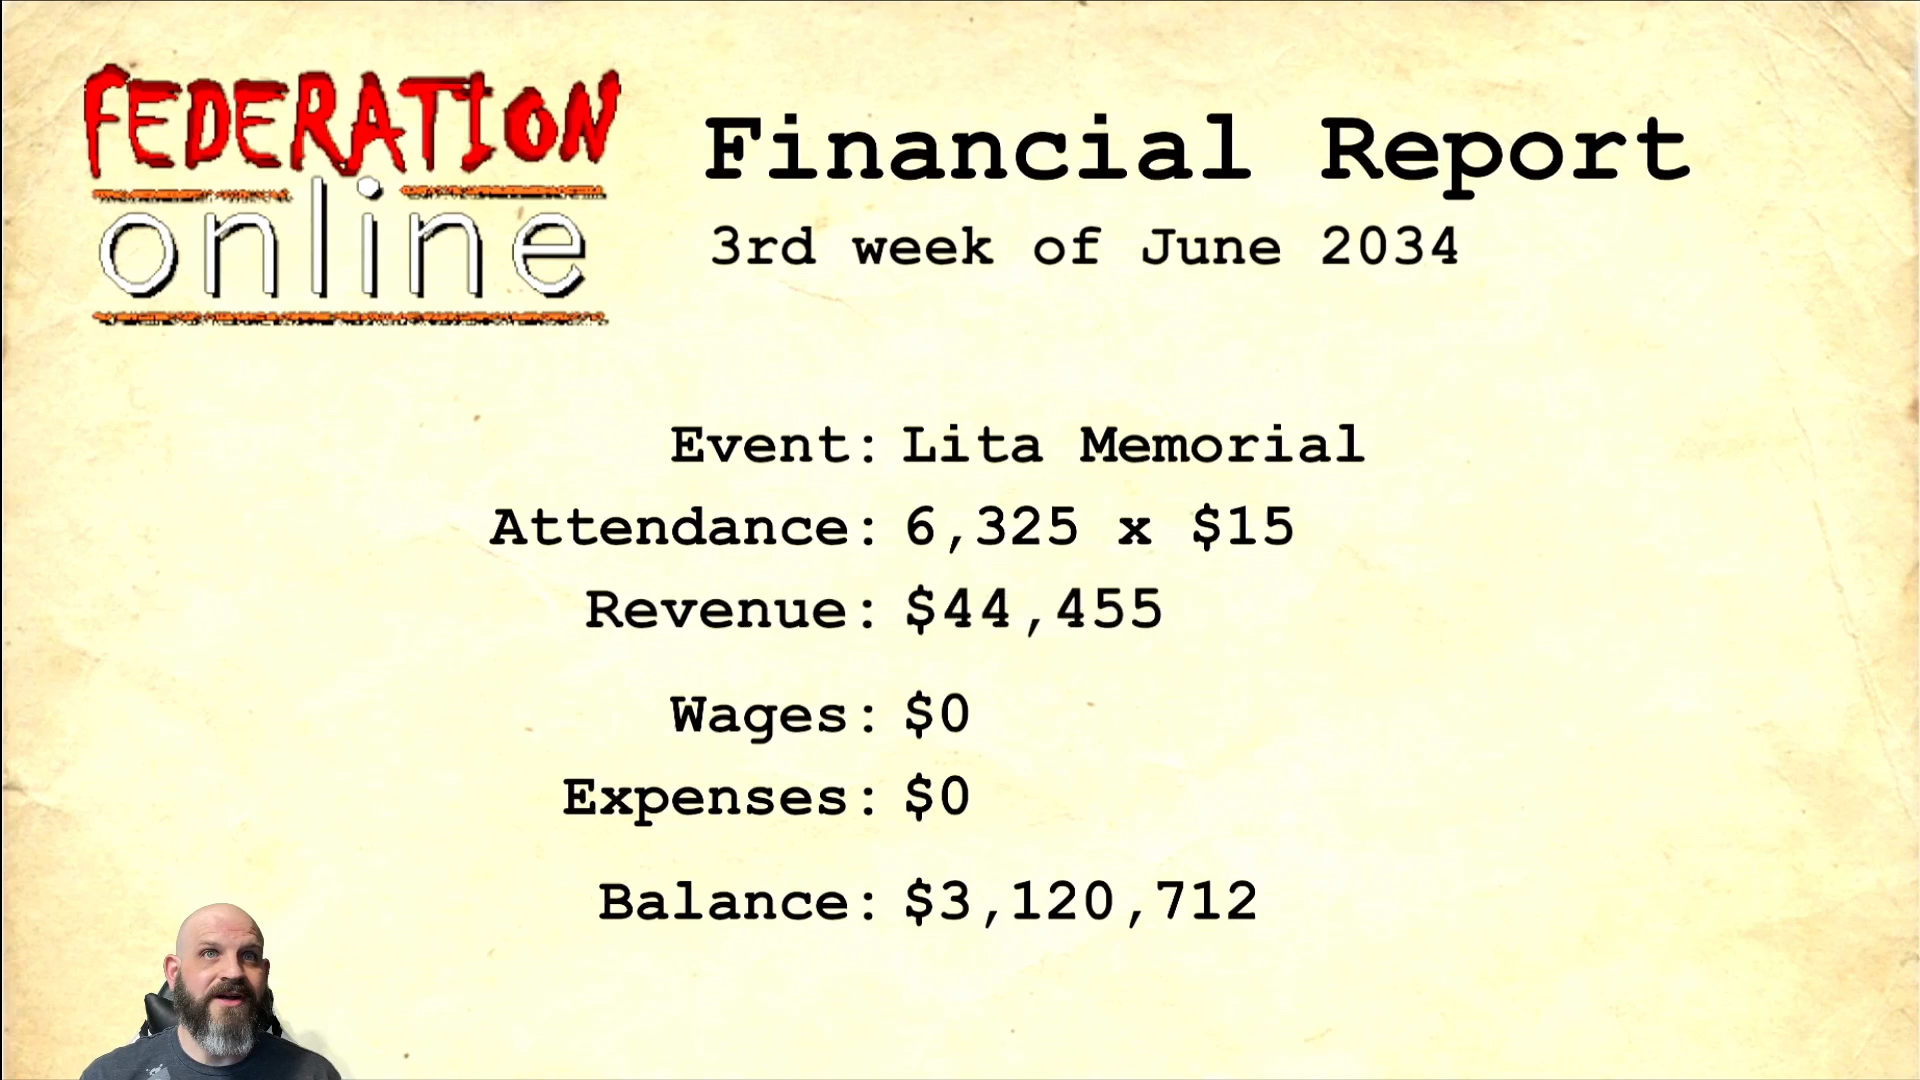 FEDERATION
online
Financial Report
3rd week of June 2034
Event: Lita Memorial
Attendance: 6,325 x $15
Revenue: $44,455
Wages: $0
Expenses: $0
Balance: $3,120,712